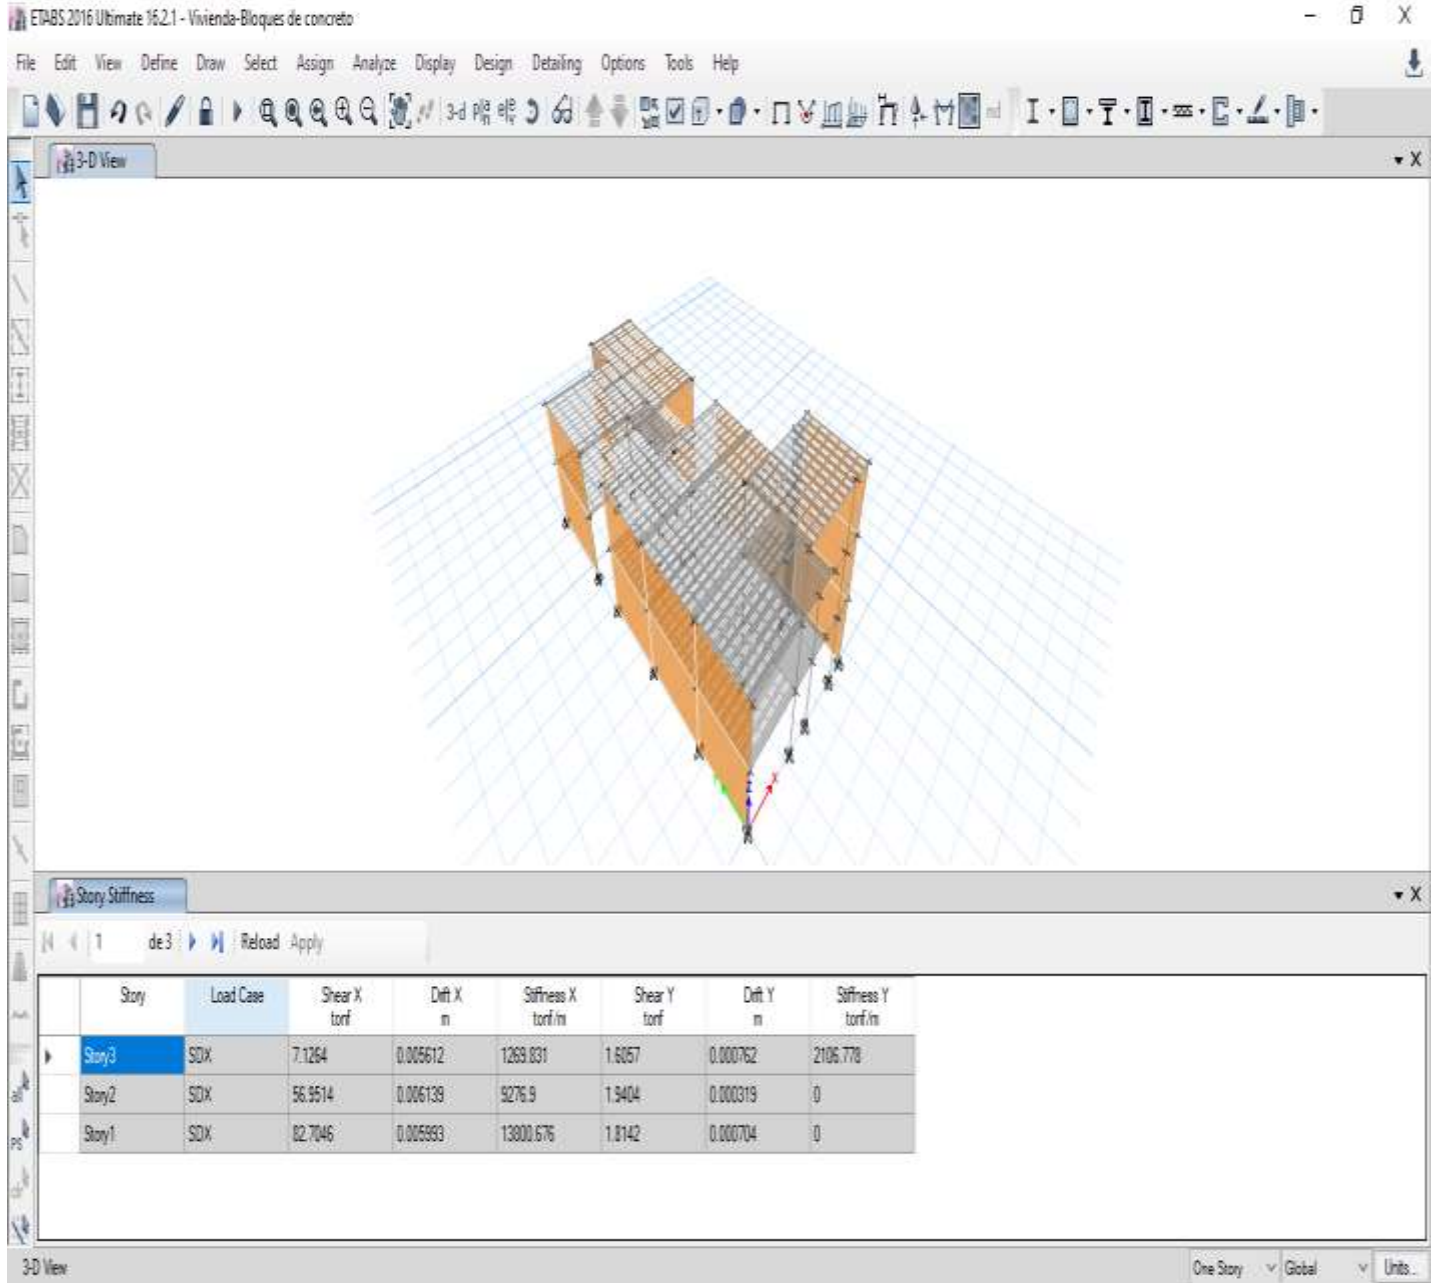 ETABS 2016 Ultimate 16.2.1 - Vivienda-Bloques de concreto
File Edit View Define Draw Select Assign Analyze Display Design Detailing Options Tools Help
3-d
3-D View
X
Z
Story Stiffness
1 de 3 Reload Apply
Story Load Case Shear X Drift X Stiffness X Shear Y Drift Y Stiffness Y
tonf m tonf/m tonf m tonf/m
Story3 SDX 7.1264 0.005612 1269.831 1.6057 0.000762 2106.778
Story2 SDX 56.9514 0.006139 9276.9 1.9404 0.000319 0
Story1 SDX 82.7046 0.005993 13800.676 1.8142 0.000704 0
all
PS
3-D View One Story Global Units...